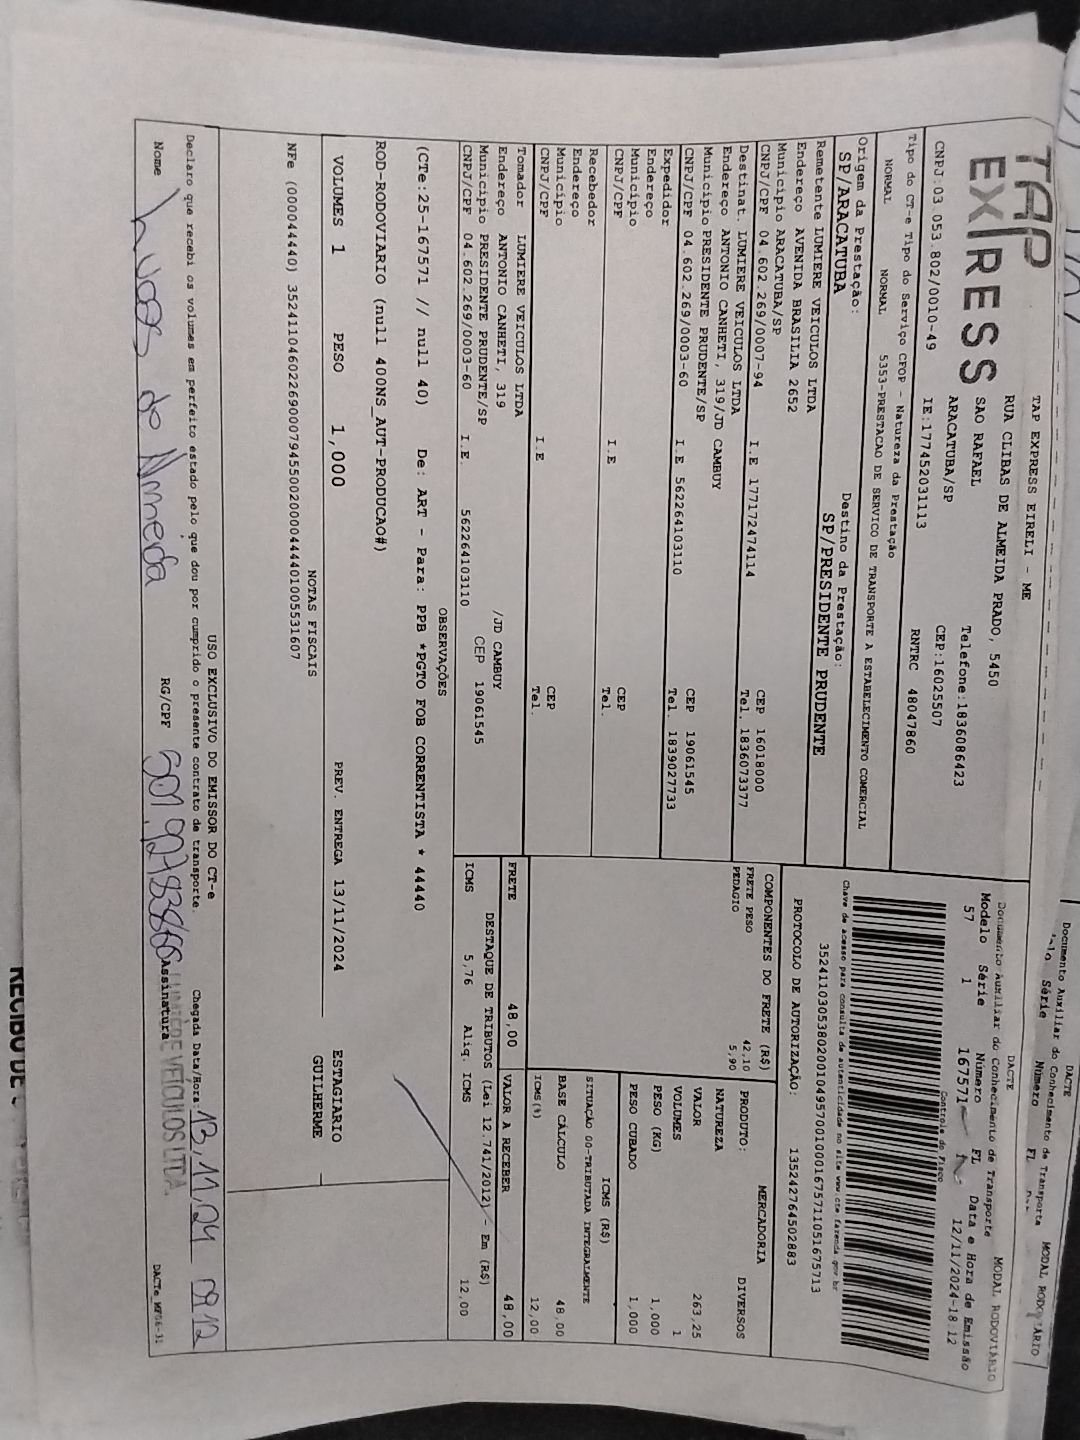 TAP EXPRESS
TAP EXPRESS EIRELI - ME
RUA CLIBAS DE ALMEIDA PRADO, 5450
SAO RAFAEL Telefone:1836086423
ARACATUBA/SP CEP:16025507
CNPJ:03.053.802/0010-49 IE:177452031113 RNTRC 48047860
Tipo do CT-e Tipo do Serviço CFOP - Natureza da Prestação
NORMAL NORMAL 5353-PRESTACAO DE SERVICO DE TRANSPORTE A ESTABELECIMENTO COMERCIAL
Origem da Prestação: Destino da Prestação:
SP/ARACATUBA SP/PRESIDENTE PRUDENTE
Remetente LUMIERE VEICULOS LTDA
Endereço AVENIDA BRASILIA 2652
Município ARACATUBA/SP CEP 16018000
CNPJ/CPF 04.602.269/0007-94 I.E 177172474114 Tel. 1836073377
Destinat. LUMIERE VEICULOS LTDA
Endereço ANTONIO CANHETI, 319/JD CAMBUY
Município PRESIDENTE PRUDENTE/SP CEP 19061545
CNPJ/CPF 04.602.269/0003-60 I.E 562264103110 Tel. 1839027733
Expedidor
Endereço
Município CEP
CNPJ/CPF I.E Tel.
Recebedor
Endereço
Município CEP
CNPJ/CPF I.E Tel.
Tomador LUMIERE VEICULOS LTDA
Endereço ANTONIO CANHETI, 319 /JD CAMBUY
Município PRESIDENTE PRUDENTE/SP CEP 19061545
CNPJ/CPF 04.602.269/0003-60 I.E. 562264103110
DACTE MODAL RODOVIÁRIO
Documento Auxiliar do Conhecimento de Transporte
Modelo Série Número FL Data e Hora de Emissão
57 1 167571 12/11/2024-18:12
Controle do Fisco
Chave de acesso para consulta de autenticidade no site www.cte.fazenda.gov.br
35241103053802001049570010001675711051675713
PROTOCOLO DE AUTORIZAÇÃO: 135242764502883
COMPONENTES DO FRETE (R$)
FRETE PESO 42,10
PEDAGIO 5,90
MERCADORIA
PRODUTO: DIVERSOS
NATUREZA
VALOR 263,25
VOLUMES 1
PESO (KG) 1,000
PESO CUBADO 1,000
ICMS (R$)
SITUAÇÃO 00-TRIBUTADA INTEGRALMENTE
BASE CÁLCULO 48,00
ICMS(%) 12,00
FRETE 48,00 VALOR A RECEBER 48,00
DESTAQUE DE TRIBUTOS (Lei 12.741/2012) - Em (R$)
ICMS 5,76 Aliq. ICMS 12,00
OBSERVAÇÕES
(CTe:25-167571 // null 40) De: ART - Para: PPB *PGTO FOB CORRENTISTA * 44440
ROD-RODOVIARIO (null 400NS_AUT-PRODUCAO#)
VOLUMES 1 PESO 1,000 PREV. ENTREGA 13/11/2024
ESTAGIARIO
GUILHERME
NOTAS FISCAIS
NFe (000044440) 35241104602269000794550020000444401005531607
USO EXCLUSIVO DO EMISSOR DO CT-e
Declaro que recebi os volumes em perfeito estado pelo que dou por cumprido o presente contrato de transporte. Chegada Data/Hora 13,11,24 09:12
Nome RG/CPF Assinatura
LUMIÈRE VEÍCULOS LTDA.